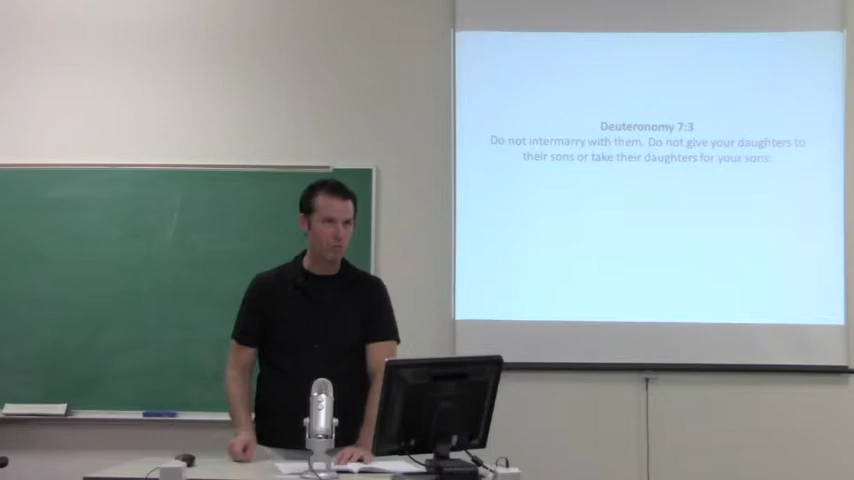 Deuteronomy 7:3
Do not intermarry with them. Do not give your daughters to
their sons or take their daughters for your sons.